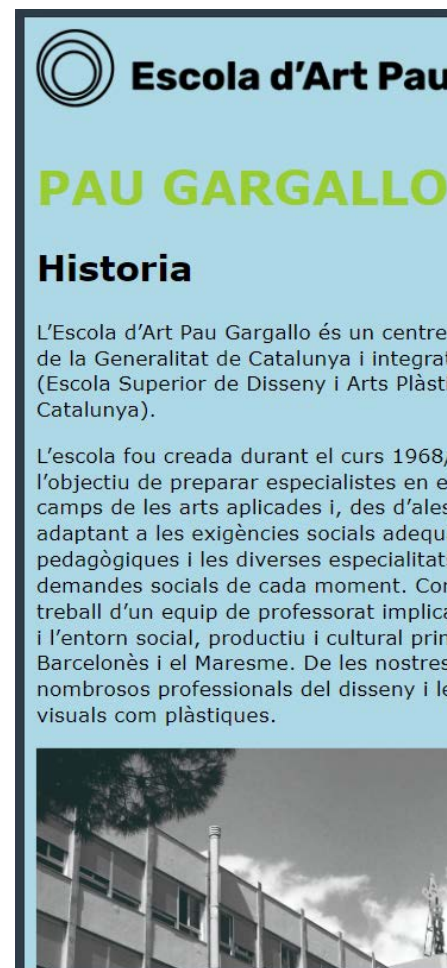 Escola d’Art Pau
PAU GARGALLO
Historia
L’Escola d’Art Pau Gargallo és un centre
de la Generalitat de Catalunya i integrat
(Escola Superior de Disseny i Arts Plàsti
Catalunya).
L’escola fou creada durant el curs 1968/
l’objectiu de preparar especialistes en e
camps de les arts aplicades i, des d’ales
adaptant a les exigències socials adequ
pedagògiques i les diverses especialitats
demandes socials de cada moment. Con
treball d’un equip de professorat implica
i l’entorn social, productiu i cultural prin
Barcelonès i el Maresme. De les nostres
nombrosos professionals del disseny i le
visuals com plàstiques.